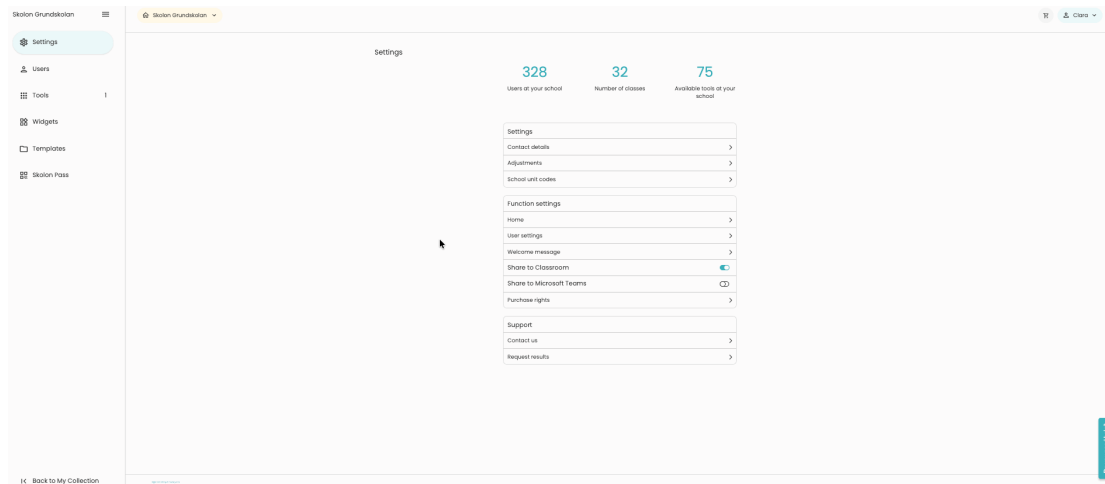 Skolon Grundskolan
Skolon Grundskolan
Clara
Settings
Users
Tools 1
Widgets
Templates
Skolon Pass
Back to My Collection
Settings
328 32 75
Users at your school Number of classes Available tools at your
school
Settings
Contact details
Adjustments
School unit codes
Function settings
Home
User settings
Welcome message
Share to Classroom
Share to Microsoft Teams
Purchase rights
Support
Contact us
Request results